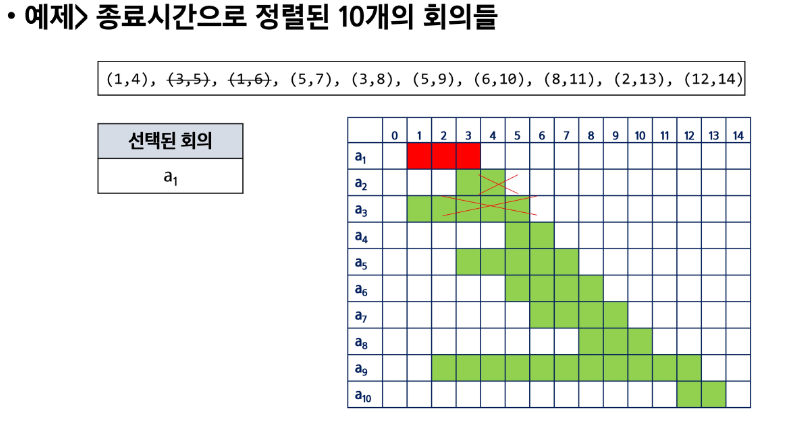 • 예제> 종료시간으로 정렬된 10개의 회의들
(1,4), (3,5), (1,6), (5,7), (3,8), (5,9), (6,10), (8,11), (2,13), (12,14)
선택된 회의
a1
0 1 2 3 4 5 6 7 8 9 10 11 12 13 14
a1
a2
a3
a4
a5
a6
a7
a8
a9
a10